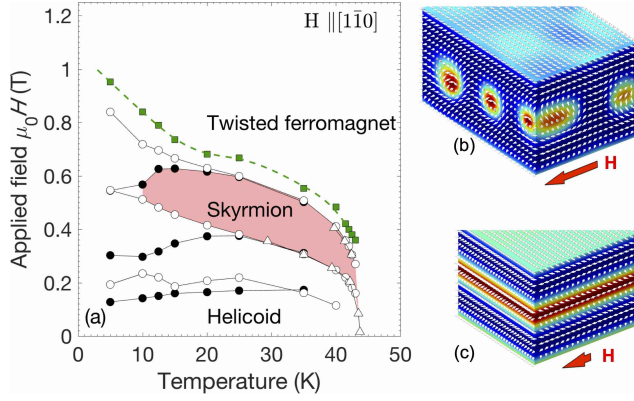 H ∥[11̄0]
Applied field μ₀H (T)
1.2
1
0.8
0.6
0.4
0.2
0
Twisted ferromagnet
Skyrmion
Helicoid
(a)
0 10 20 30 40 50
Temperature (K)
(b)
H
(c)
H